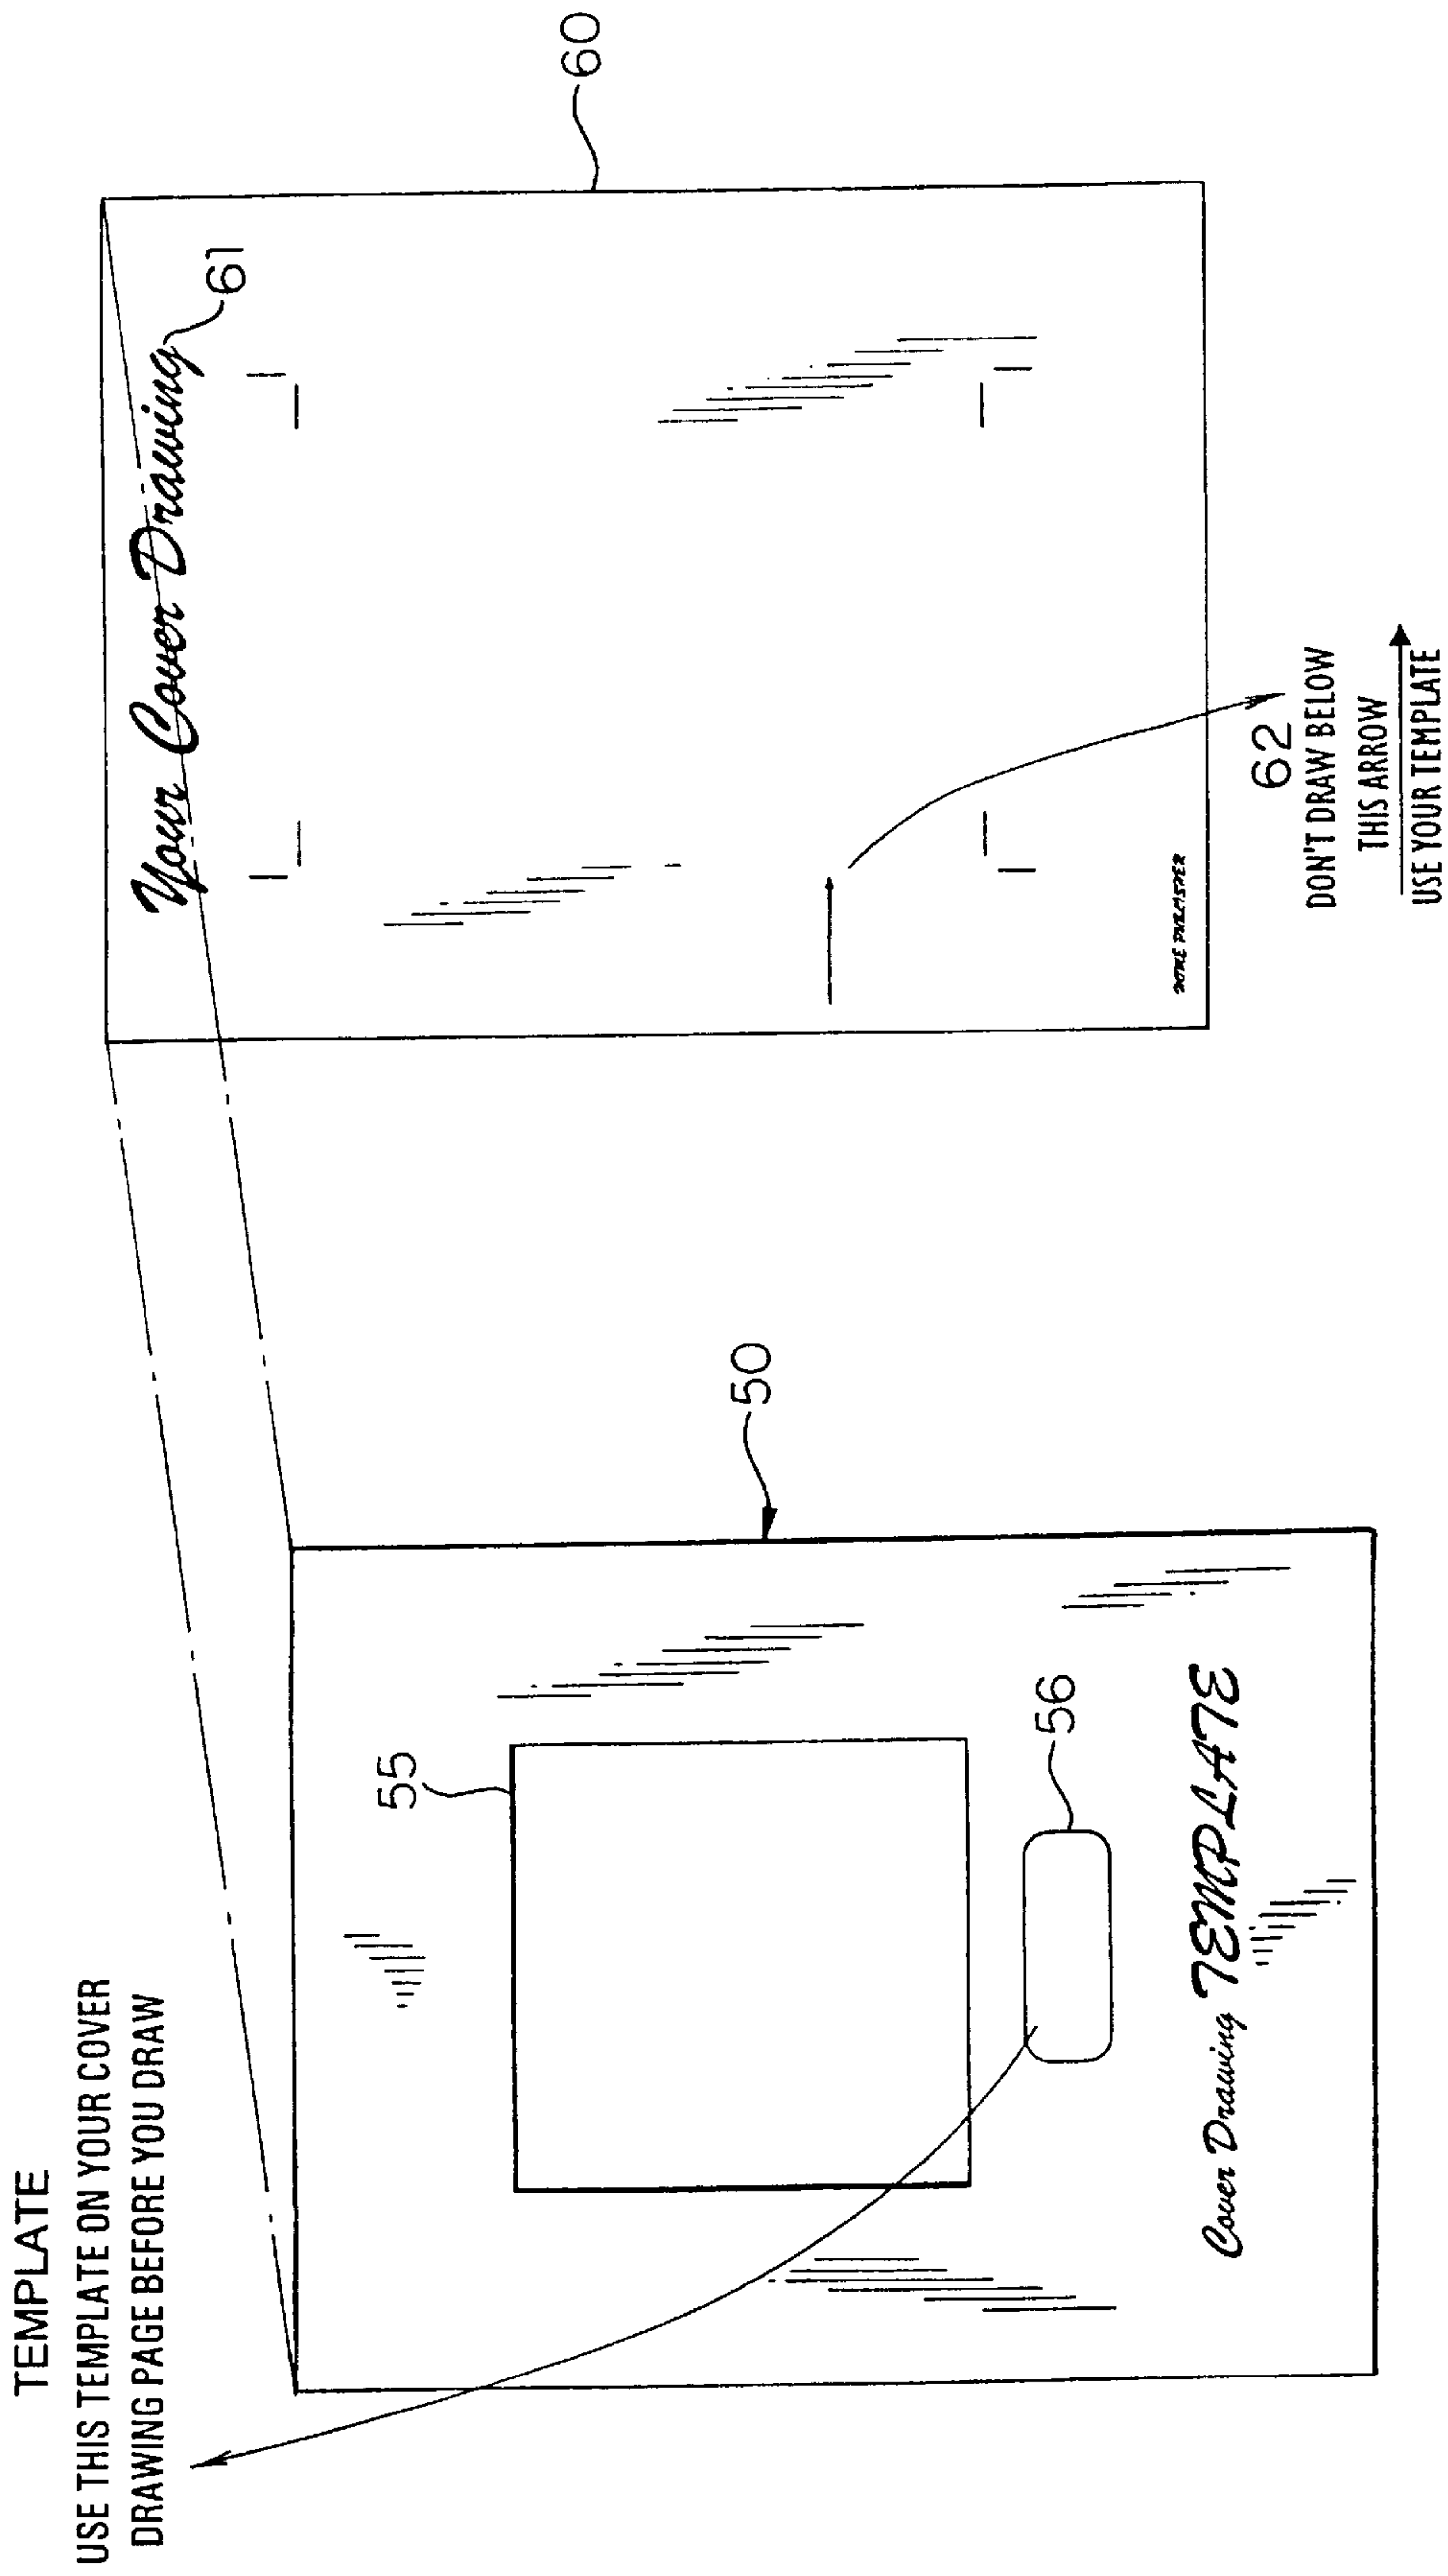 TEMPLATE
USE THIS TEMPLATE ON YOUR COVER
DRAWING PAGE BEFORE YOU DRAW
55
50
56
Cover Drawing TEMPLATE
Your Cover Drawing
61
60
62
DON'T DRAW BELOW
THIS ARROW
USE YOUR TEMPLATE